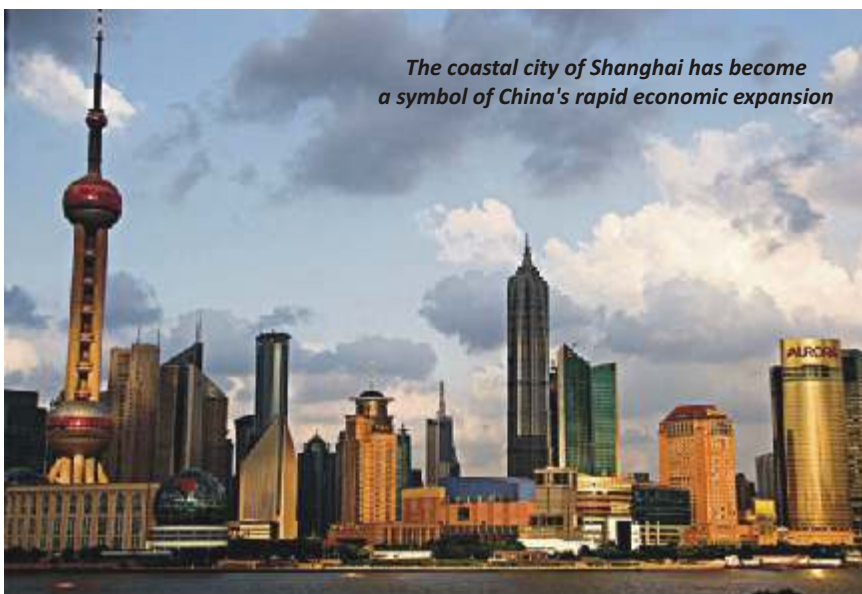 The coastal city of Shanghai has become
a symbol of China's rapid economic expansion
AURORA